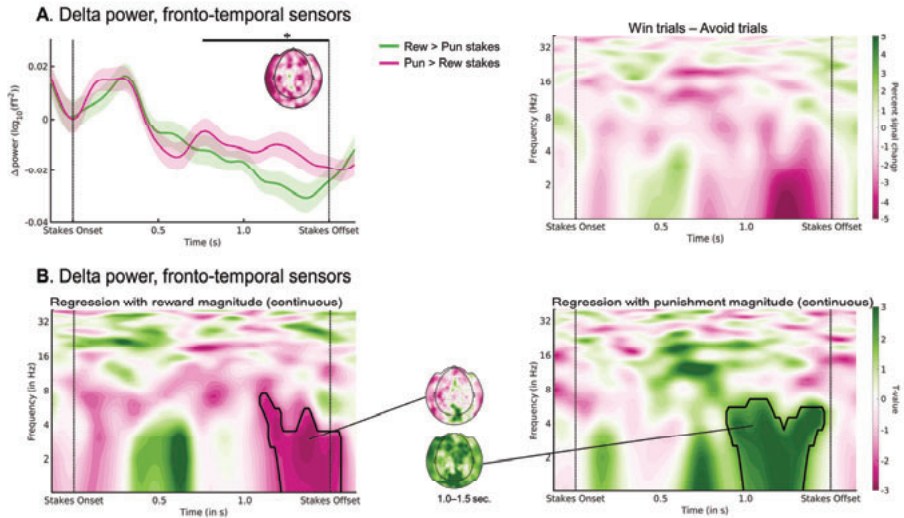 A. Delta power, fronto-temporal sensors
Rew > Pun stakes
Pun > Rew stakes
Δpower (log10(fT²))
0.02
0
-0.02
-0.04
Stakes Onset
0.5
1.0
Stakes Offset
Time (s)
Win trials – Avoid trials
Frequency (Hz)
32
16
8
4
2
Stakes Onset
0.5
1.0
Stakes Offset
Time (s)
5
4
3
2
1
0
-1
-2
-3
-4
-5
Percent signal change
B. Delta power, fronto-temporal sensors
Regression with reward magnitude (continuous)
Frequency (in Hz)
32
16
8
4
2
Stakes Onset
0.5
1.0
Stakes Offset
Time (in s)
1.0–1.5 sec.
Regression with punishment magnitude (continuous)
Frequency (in Hz)
32
16
8
4
2
Stakes Onset
0.5
1.0
Stakes Offset
Time (in s)
3
2
1
0
-1
-2
-3
T-value